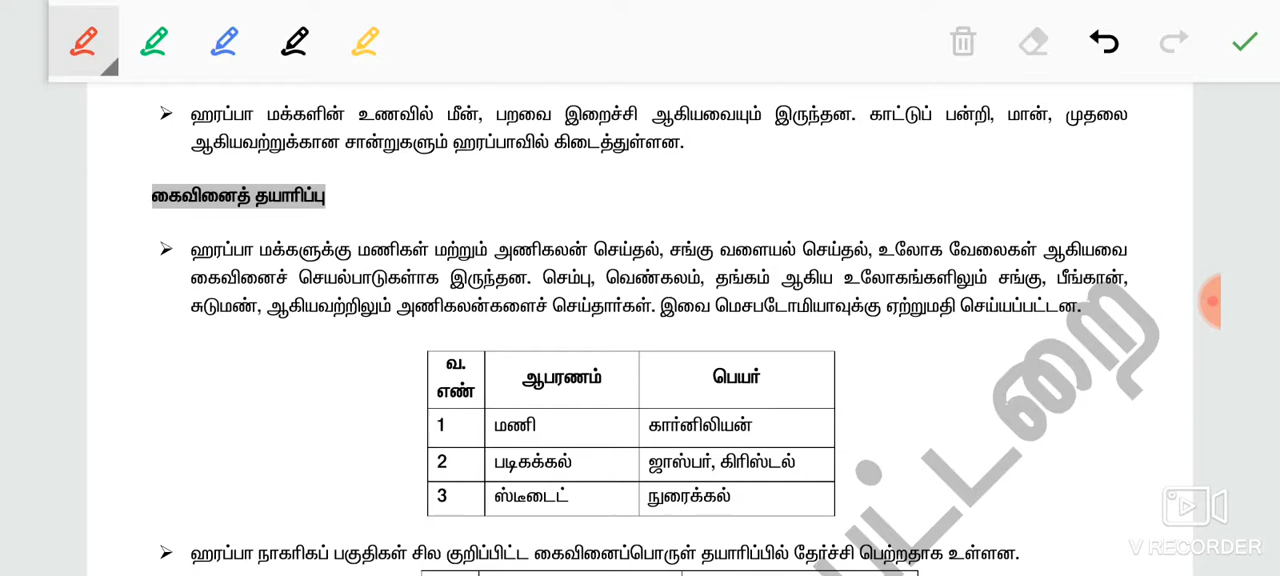 ➢ ஹரப்பா மக்களின் உணவில் மீன், பறவை இறைச்சி ஆகியவையும் இருந்தன. காட்டுப் பன்றி, மான், முதலை
ஆகியவற்றுக்கான சான்றுகளும் ஹரப்பாவில் கிடைத்துள்ளன.
கைவினைத் தயாரிப்பு
➢ ஹரப்பா மக்களுக்கு மணிகள் மற்றும் அணிகலன் செய்தல், சங்கு வளையல் செய்தல், உலோக வேலைகள் ஆகியவை
கைவினைச் செயல்பாடுகளாக இருந்தன. செம்பு, வெண்கலம், தங்கம் ஆகிய உலோகங்களிலும் சங்கு, பீங்கான்,
சுடுமண், ஆகியவற்றிலும் அணிகலன்களைச் செய்தார்கள். இவை மெசபடோமியாவுக்கு ஏற்றுமதி செய்யப்பட்டன.
வ.
எண் ஆபரணம் பெயர்
1 மணி கார்னிலியன்
2 படிகக்கல் ஜாஸ்பர், கிரிஸ்டல்
3 ஸ்டீடைட் நுரைக்கல்
➢ ஹரப்பா நாகரிகப் பகுதிகள் சில குறிப்பிட்ட கைவினைப்பொருள் தயாரிப்பில் தேர்ச்சி பெற்றதாக உள்ளன.
V RECORDER